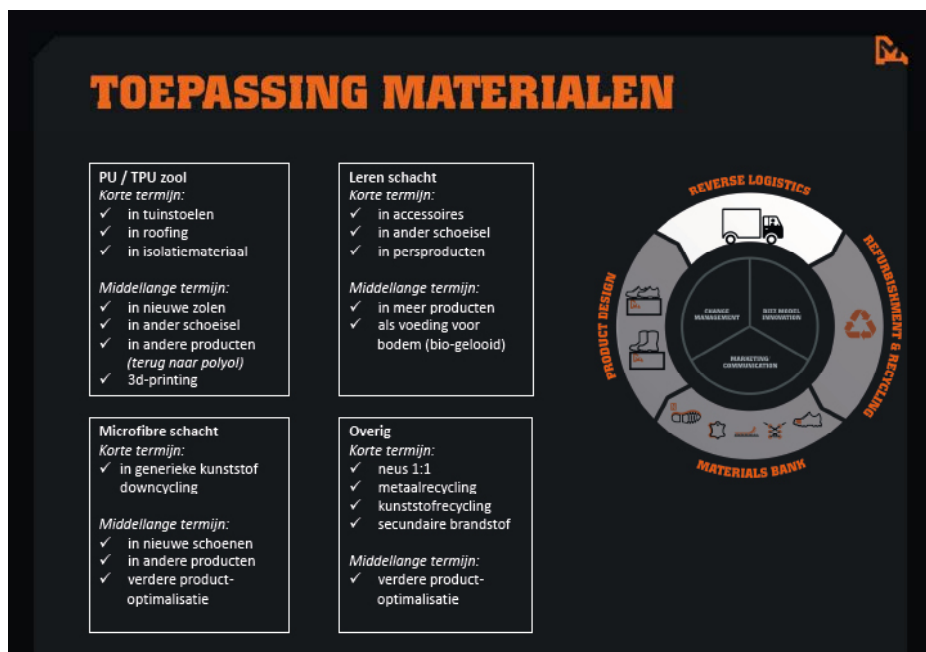 TOEPASSING MATERIALEN
PU / TPU zool
Korte termijn:
✓ in tuinstoelen
✓ in roofing
✓ in isolatiemateriaal
Middellange termijn:
✓ in nieuwe zolen
✓ in ander schoeisel
✓ in andere producten
(terug naar polyol)
✓ 3d-printing
Leren schacht
Korte termijn:
✓ in accessoires
✓ in ander schoeisel
✓ in persproducten
Middellange termijn:
✓ in meer producten
✓ als voeding voor
bodem (bio-gelooid)
Microfibre schacht
Korte termijn:
✓ in generieke kunststof
downcycling
Middellange termijn:
✓ in nieuwe schoenen
✓ in andere producten
✓ verdere product-
optimalisatie
Overig
Korte termijn:
✓ neus 1:1
✓ metaalrecycling
✓ kunststofrecycling
✓ secundaire brandstof
Middellange termijn:
✓ verdere product-
optimalisatie
REVERSE LOGISTICS
REFURBISHMENT & RECYCLING
MATERIALS BANK
PRODUCT DESIGN
CHANGE
MANAGEMENT
MODEL
INNOVATION
MARKETING
COMMUNICATION